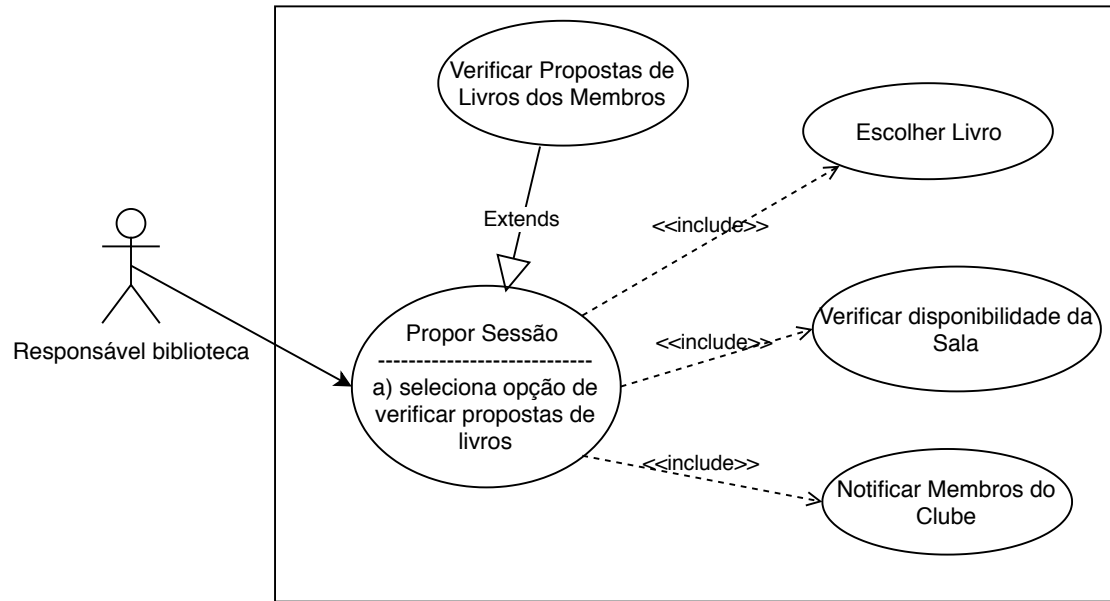 Verificar Propostas de
Livros dos Membros
Escolher Livro
Extends
<<include>>
Responsável biblioteca
Propor Sessão
-----------------------------
a) seleciona opção de
verificar propostas de
livros
<<include>>
Verificar disponibilidade da
Sala
<<include>>
Notificar Membros do
Clube